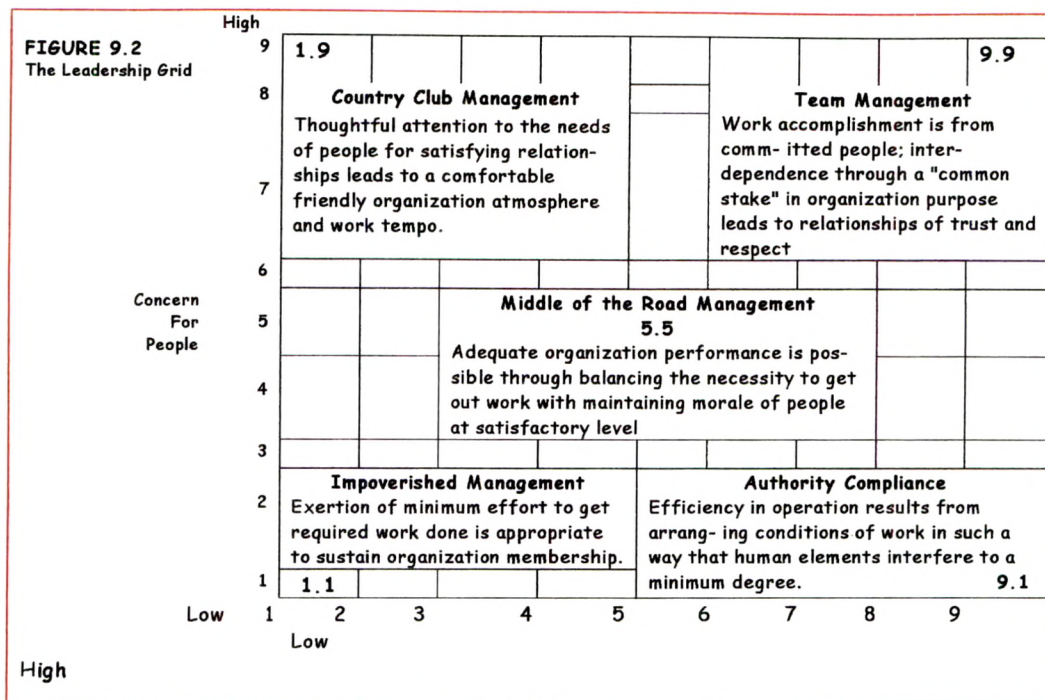 High
FIGURE 9.2
The Leadership Grid
9
1.9
9.9
8
Country Club Management
Thoughtful attention to the needs
of people for satisfying relation-
ships leads to a comfortable
friendly organization atmosphere
and work tempo.
Team Management
Work accomplishment is from
comm- itted people; inter-
dependence through a "common
stake" in organization purpose
leads to relationships of trust and
respect
7
6
Concern
For
People
5
Middle of the Road Management
5.5
Adequate organization performance is pos-
sible through balancing the necessity to get
out work with maintaining morale of people
at satisfactory level
4
3
2
Impoverished Management
Exertion of minimum effort to get
required work done is appropriate
to sustain organization membership.
1.1
Authority Compliance
Efficiency in operation results from
arrang- ing conditions of work in such a
way that human elements interfere to a
minimum degree.
9.1
1
Low 1 2 3 4 5 6 7 8 9
Low
High